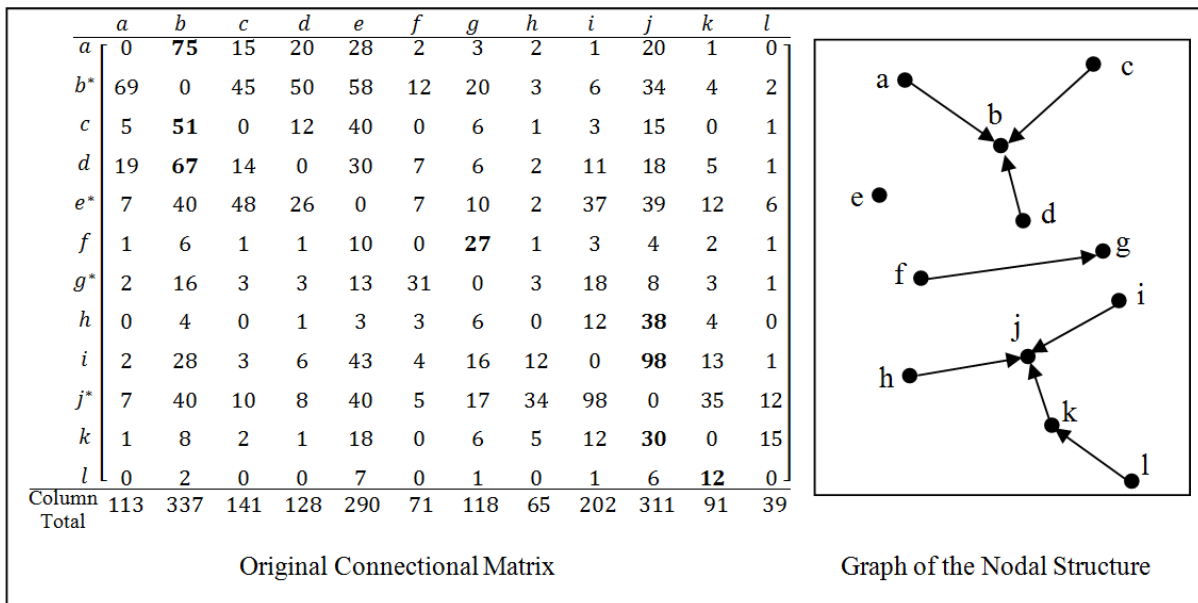 a b c d e f g h i j k l
a 0 75 15 20 28 2 3 2 1 20 1 0
b* 69 0 45 50 58 12 20 3 6 34 4 2
c 5 51 0 12 40 0 6 1 3 15 0 1
d 19 67 14 0 30 7 6 2 11 18 5 1
e* 7 40 48 26 0 7 10 2 37 39 12 6
f 1 6 1 1 10 0 27 1 3 4 2 1
g* 2 16 3 3 13 31 0 3 18 8 3 1
h 0 4 0 1 3 3 6 0 12 38 4 0
i 2 28 3 6 43 4 16 12 0 98 13 1
j* 7 40 10 8 40 5 17 34 98 0 35 12
k 1 8 2 1 18 0 6 5 12 30 0 15
l 0 2 0 0 7 0 1 0 1 6 12 0
Column Total 113 337 141 128 290 71 118 65 202 311 91 39
Original Connectional Matrix
a
c
b
e
d
g
f
i
j
h
k
l
Graph of the Nodal Structure